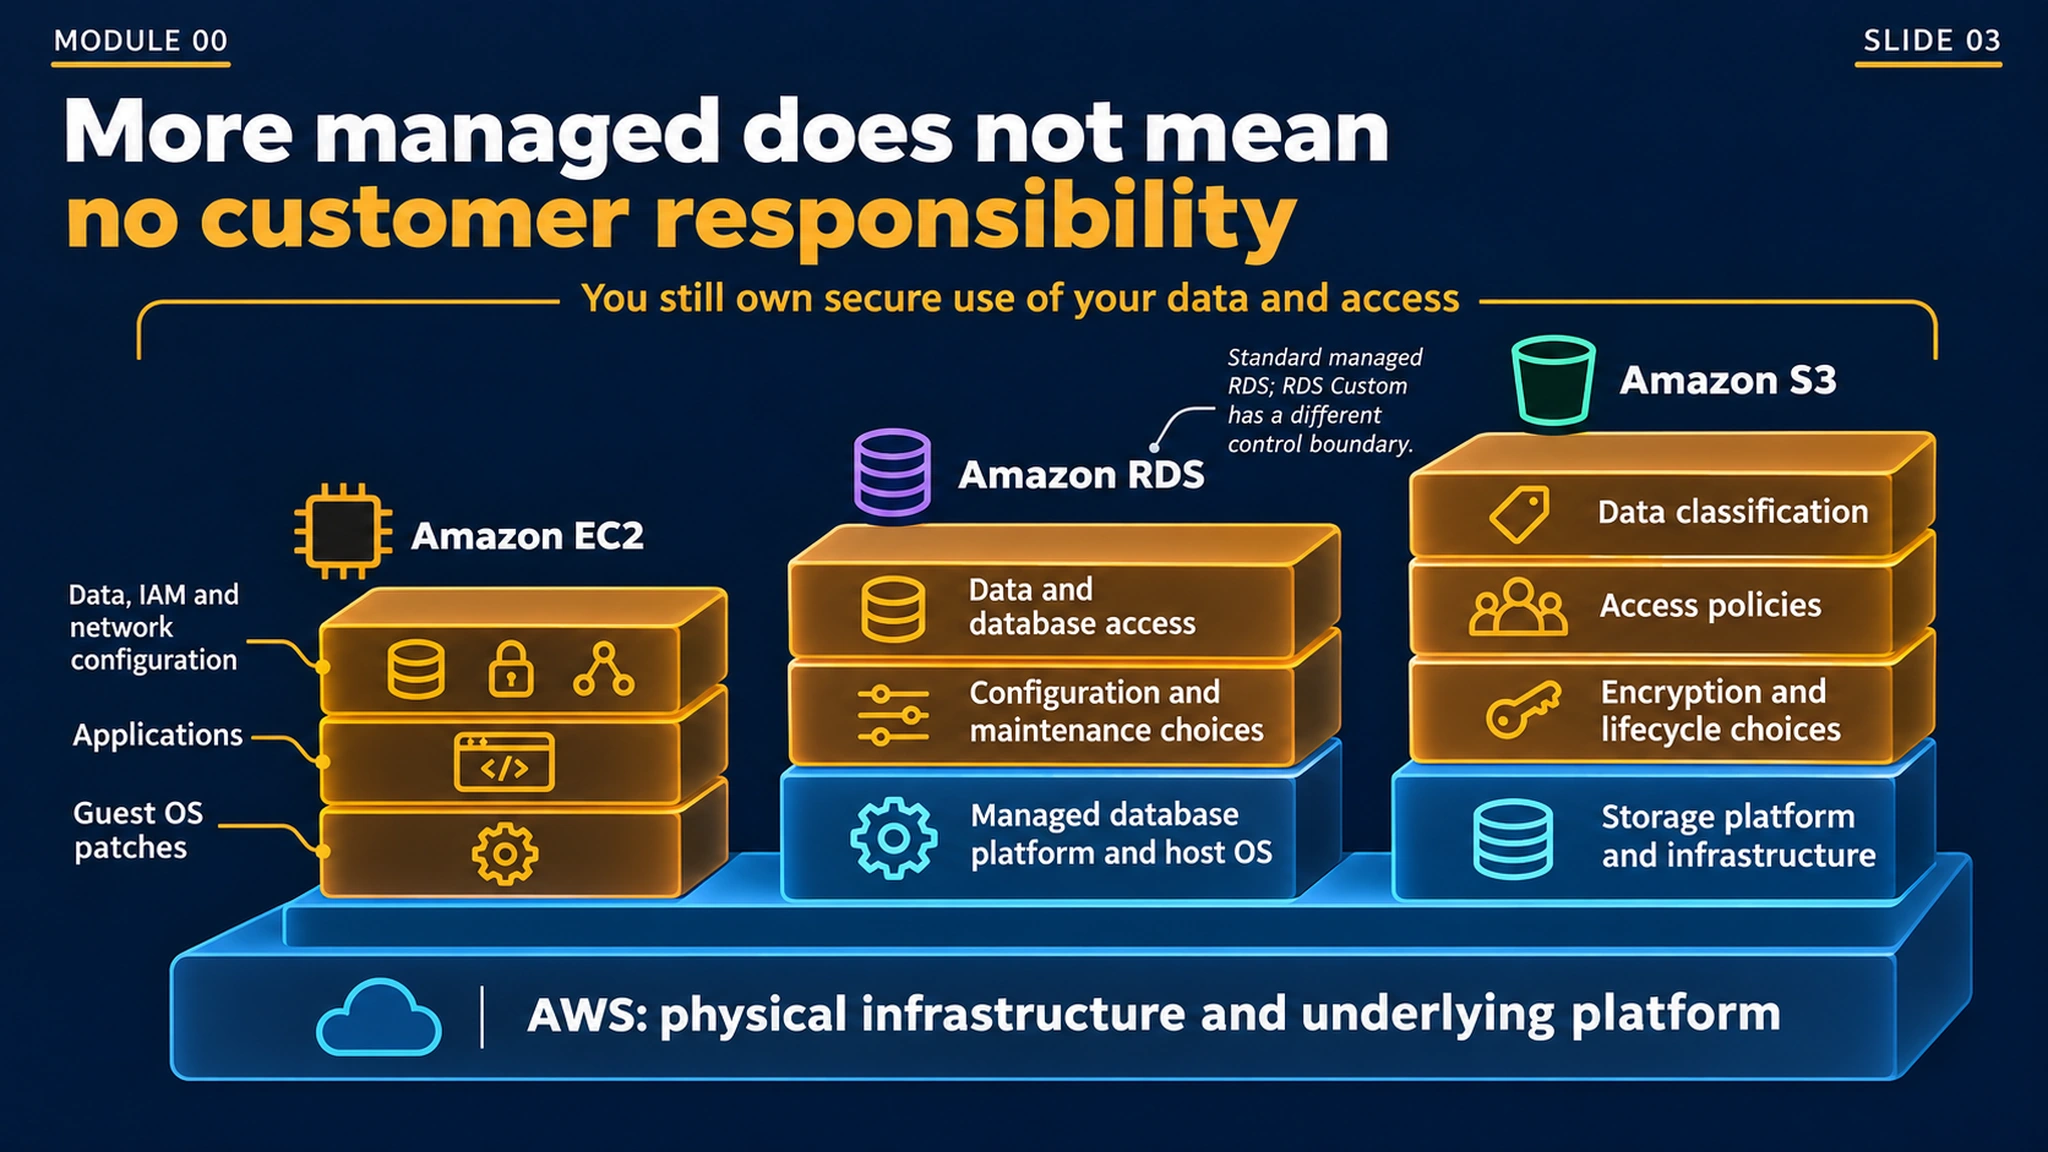 MODULE 00
SLIDE 03
More managed does not mean
no customer responsibility
You still own secure use of your data and access
Amazon EC2
Data, IAM and
network
configuration
Applications
Guest OS
patches
</>
Amazon RDS
Standard managed
RDS; RDS Custom
has a different
control boundary.
Data and
database access
Configuration and
maintenance choices
Managed database
platform and host OS
Amazon S3
Data classification
Access policies
Encryption and
lifecycle choices
Storage platform
and infrastructure
AWS: physical infrastructure and underlying platform